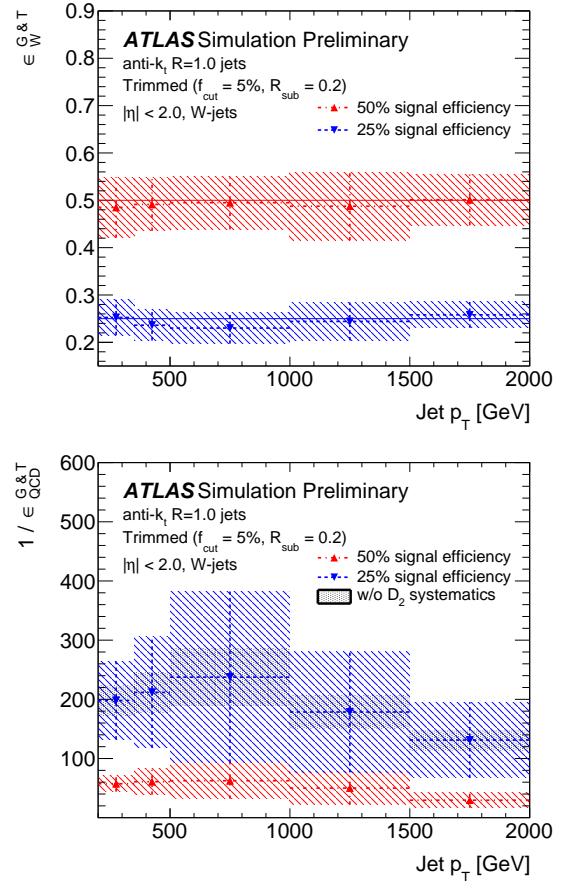 ϵ G & T W
0.9
0.8
0.7
0.6
0.5
0.4
0.3
0.2
ATLAS Simulation Preliminary
anti-k_t R=1.0 jets
Trimmed (f_cut = 5%, R_sub = 0.2)
|η| < 2.0, W-jets
50% signal efficiency
25% signal efficiency
500 1000 1500 2000
Jet p_T [GeV]
1 / ϵ G & T QCD
600
500
400
300
200
100
ATLAS Simulation Preliminary
anti-k_t R=1.0 jets
Trimmed (f_cut = 5%, R_sub = 0.2)
|η| < 2.0, W-jets
50% signal efficiency
25% signal efficiency
w/o D_2 systematics
500 1000 1500 2000
Jet p_T [GeV]